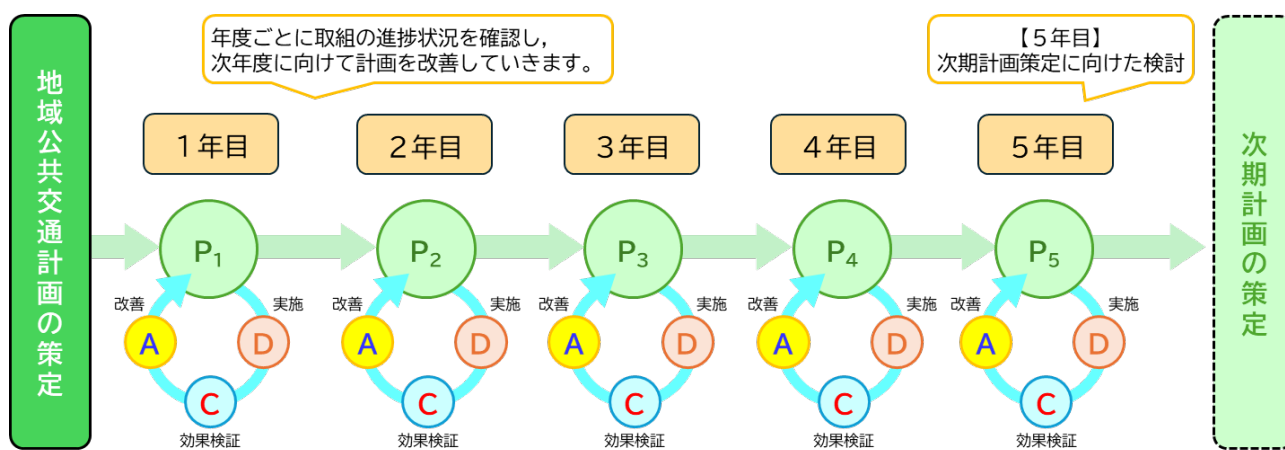 地域公共交通計画の策定
年度ごとに取組の進捗状況を確認し，
次年度に向けて計画を改善していきます。
【５年目】
次期計画策定に向けた検討
１年目
２年目
３年目
４年目
５年目
P1
P2
P3
P4
P5
改善
実施
改善
実施
改善
実施
改善
実施
改善
実施
A
D
A
D
A
D
A
D
A
D
C
C
C
C
C
効果検証
効果検証
効果検証
効果検証
効果検証
次期計画の策定